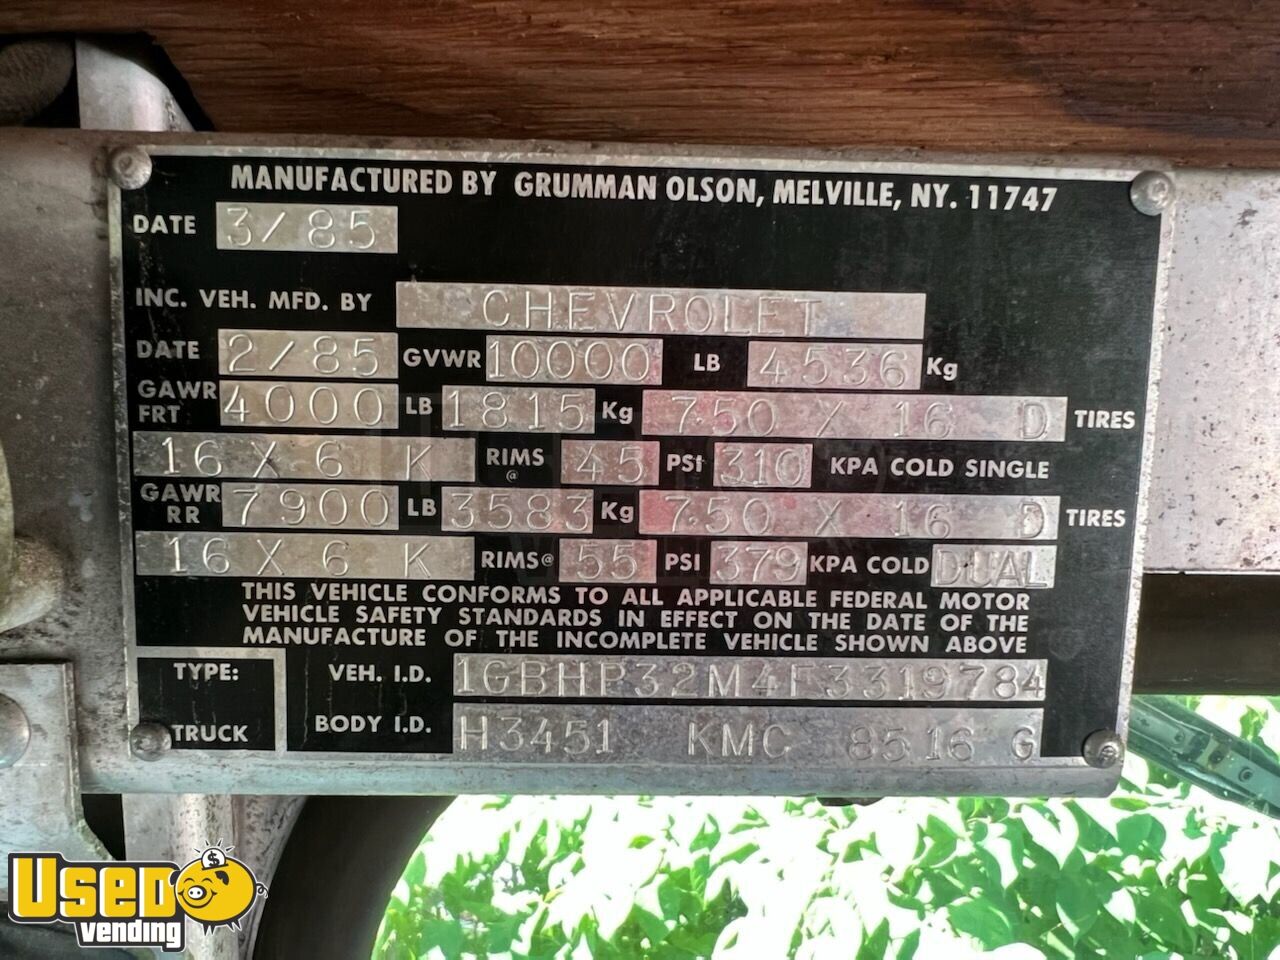 MANUFACTURED BY GRUMMAN OLSON, MELVILLE, NY. 11747
DATE 3/85
INC. VEH. MFD. BY CHEVROLET
DATE 2/85 GVWR 10000 LB 4536 Kg
GAWR FRT 4000 LB 1815 Kg 7.50 X 16 D TIRES
16 X 6 K RIMS @ 45 PSI 310 KPA COLD SINGLE
GAWR RR 7900 LB 3583 Kg 7.50 X 16 D TIRES
16 X 6 K RIMS @ 55 PSI 379 KPA COLD DUAL
THIS VEHICLE CONFORMS TO ALL APPLICABLE FEDERAL MOTOR
VEHICLE SAFETY STANDARDS IN EFFECT ON THE DATE OF THE
MANUFACTURE OF THE INCOMPLETE VEHICLE SHOWN ABOVE
TYPE: VEH. I.D. 1GBHP32M4F3319784
TRUCK BODY I.D. H3451 KMC 8516 G
USED
vending